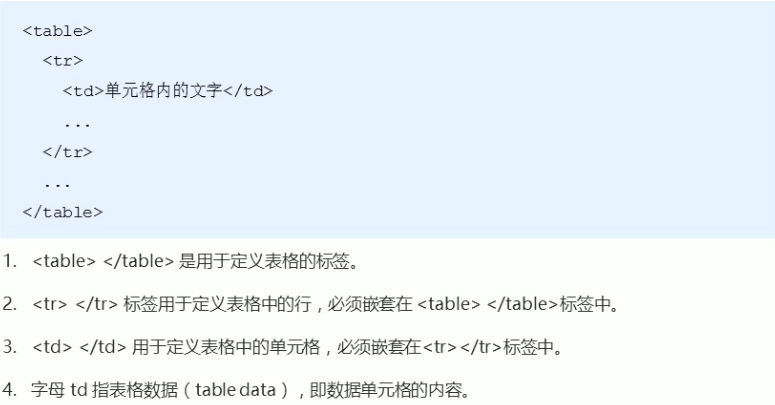 <table>
<tr>
<td>单元格内的文字</td>
...
</tr>
...
</table>
1. <table> </table> 是用于定义表格的标签。
2. <tr> </tr> 标签用于定义表格中的行，必须嵌套在 <table> </table>标签中。
3. <td> </td> 用于定义表格中的单元格，必须嵌套在<tr></tr>标签中。
4. 字母 td 指表格数据（table data），即数据单元格的内容。